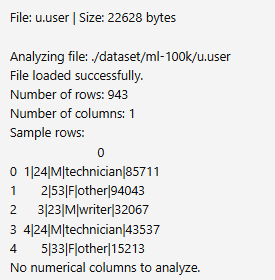 File: u.user | Size: 22628 bytes
Analyzing file: ./dataset/ml-100k/u.user
File loaded successfully.
Number of rows: 943
Number of columns: 1
Sample rows:
0
0 1|24|M|technician|85711
1 2|53|F|other|94043
2 3|23|M|writer|32067
3 4|24|M|technician|43537
4 5|33|F|other|15213
No numerical columns to analyze.